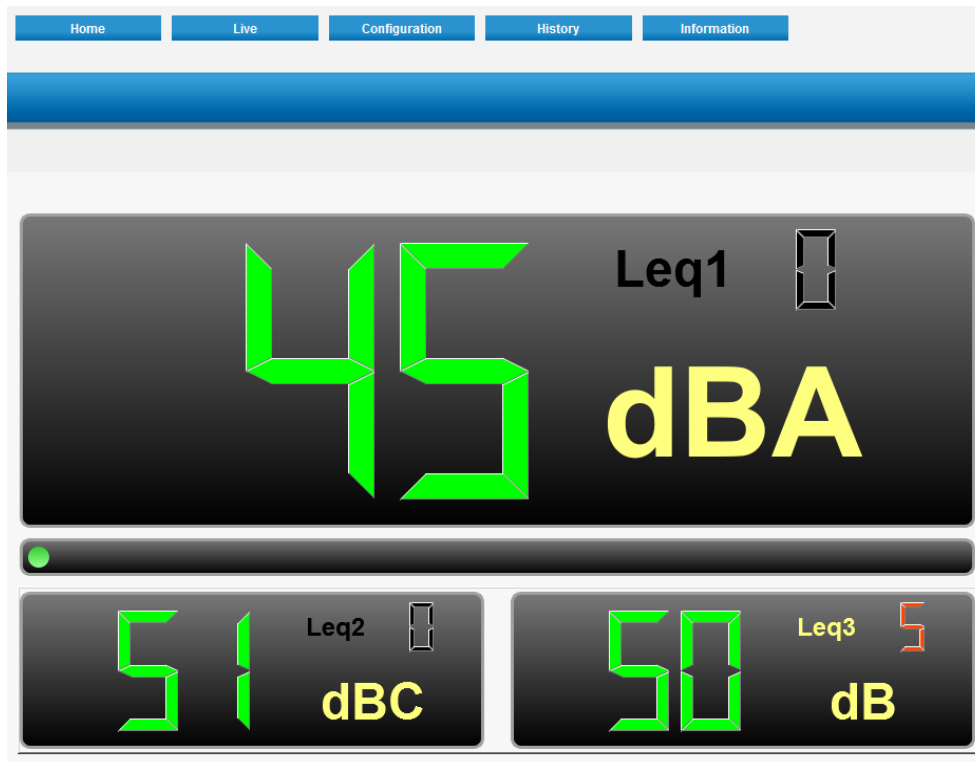 Home Live Configuration History Information
45 Leq1 0
dBA
51 Leq2 0
dBC
50 Leq3 5
dB